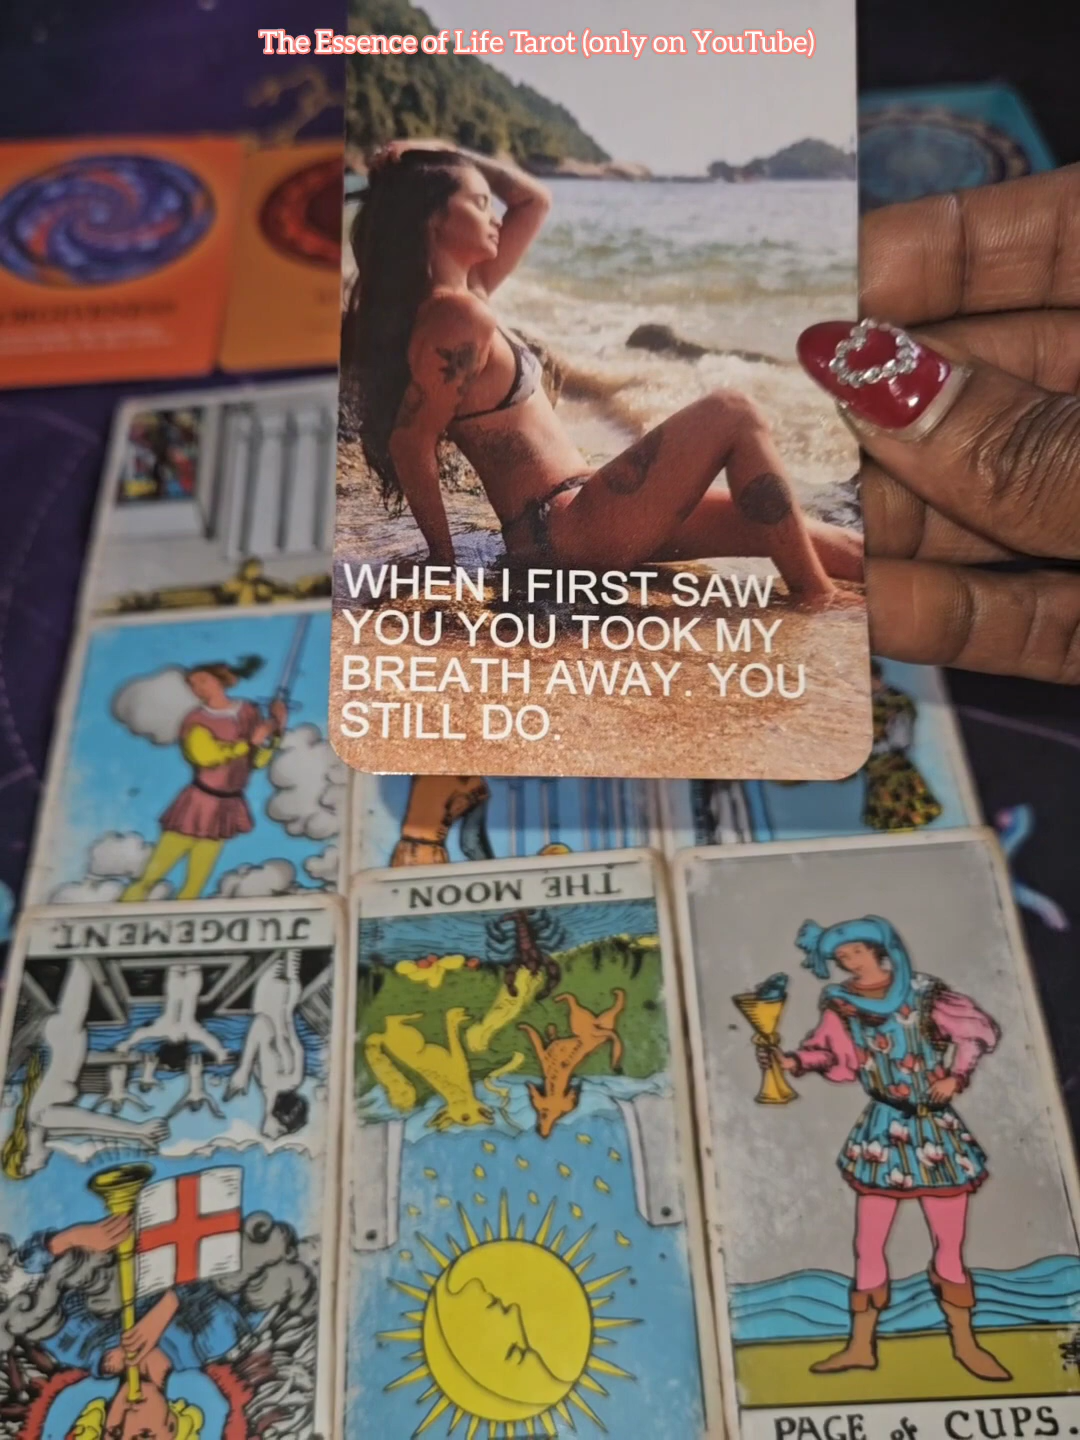 The Essence of Life Tarot (only on YouTube)
WHEN I FIRST SAW
YOU YOU TOOK MY
BREATH AWAY. YOU
STILL DO.
THE MOON.
JUDGEMENT.
PAGE of CUPS.